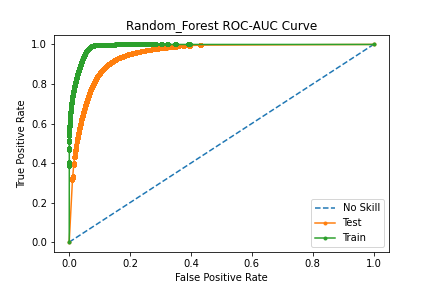 Random_Forest ROC-AUC Curve
1.0
0.8
0.6
0.4
0.2
0.0
True Positive Rate
No Skill
Test
Train
0.0 0.2 0.4 0.6 0.8 1.0
False Positive Rate